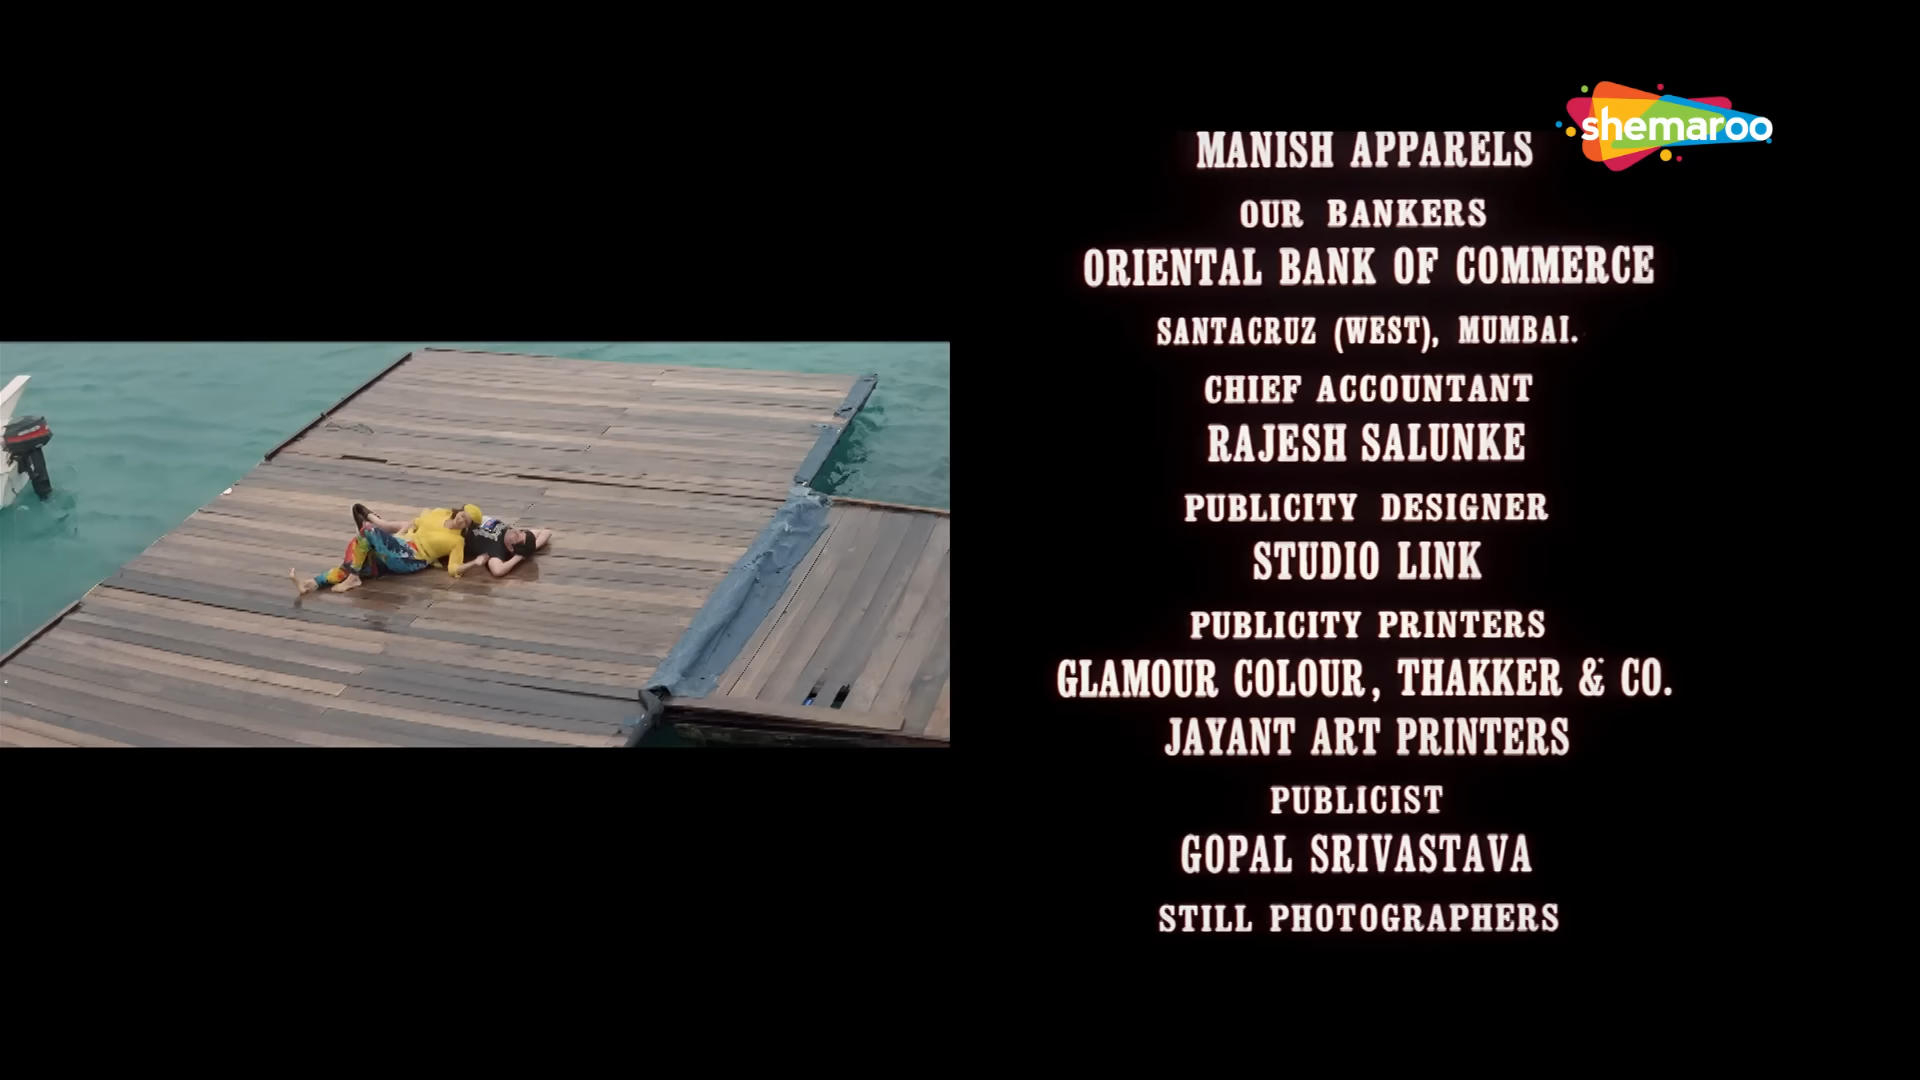 shemaroo
MANISH APPARELS
OUR BANKERS
ORIENTAL BANK OF COMMERCE
SANTACRUZ (WEST), MUMBAI.
CHIEF ACCOUNTANT
RAJESH SALUNKE
PUBLICITY DESIGNER
STUDIO LINK
PUBLICITY PRINTERS
GLAMOUR COLOUR, THAKKER & CO.
JAYANT ART PRINTERS
PUBLICIST
GOPAL SRIVASTAVA
STILL PHOTOGRAPHERS